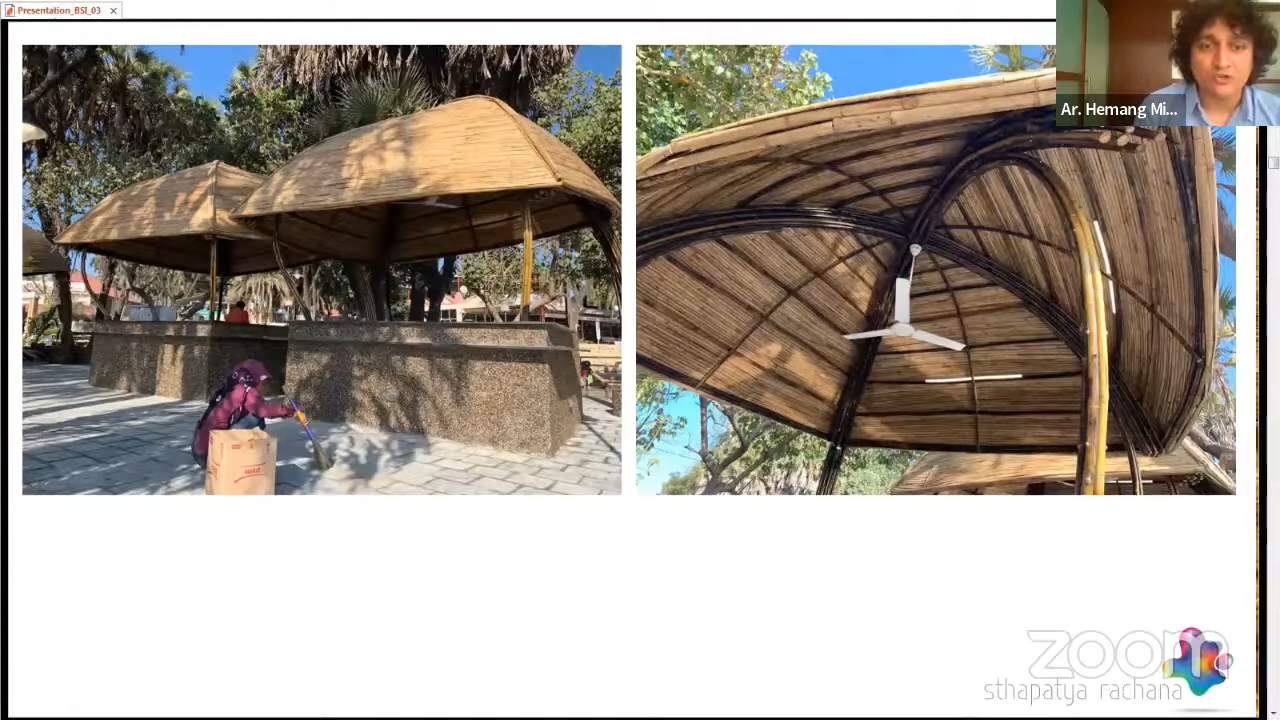 Presentation_BSI_03
Ar. Hemang Mi...
zoom
sthapatya rachana